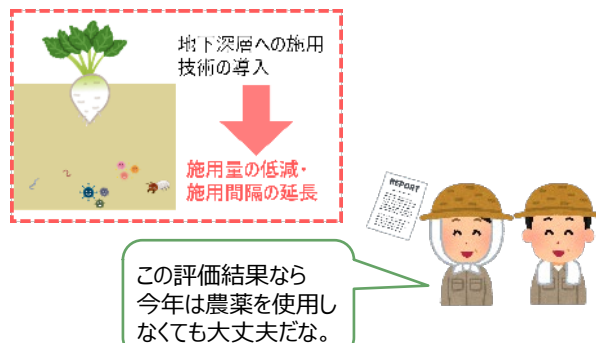 地下深層への施用
技術の導入
施用量の低減・
施用間隔の延長
REPORT
この評価結果なら
今年は農薬を使用し
なくても大丈夫だな。